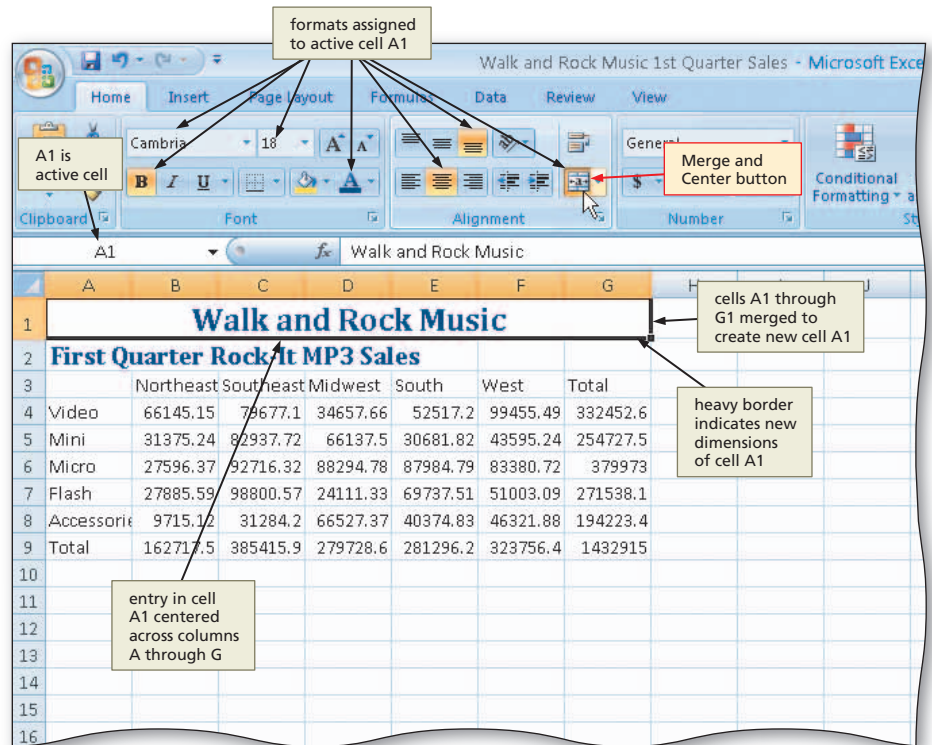 formats assigned
to active cell A1
Walk and Rock Music 1st Quarter Sales - Microsoft Exce
Home Insert Page Layout Formulas Data Review View
Cambria 18 A A
A1 is
active cell
B I U A
$
Merge and
Center button
Conditional
Formatting
Clipboard Font Alignment Number St
A1 fx Walk and Rock Music
A B C D E F G H J
1 Walk and Rock Music
cells A1 through
G1 merged to
create new cell A1
2 First Quarter Rock-It MP3 Sales
3 Northeast Southeast Midwest South West Total
4 Video 66145.15 79677.1 34657.66 52517.2 99455.49 332452.6
5 Mini 31375.24 82937.72 66137.5 30681.82 43595.24 254727.5
6 Micro 27596.37 92716.32 88294.78 87984.79 83380.72 379973
7 Flash 27885.59 98800.57 24111.33 69737.51 51003.09 271538.1
8 Accessorie 9715.12 31284.2 66527.37 40374.83 46321.88 194223.4
9 Total 162717.5 385415.9 279728.6 281296.2 323756.4 1432915
heavy border
indicates new
dimensions
of cell A1
10
11
12
13
14
15
16
entry in cell
A1 centered
across columns
A through G